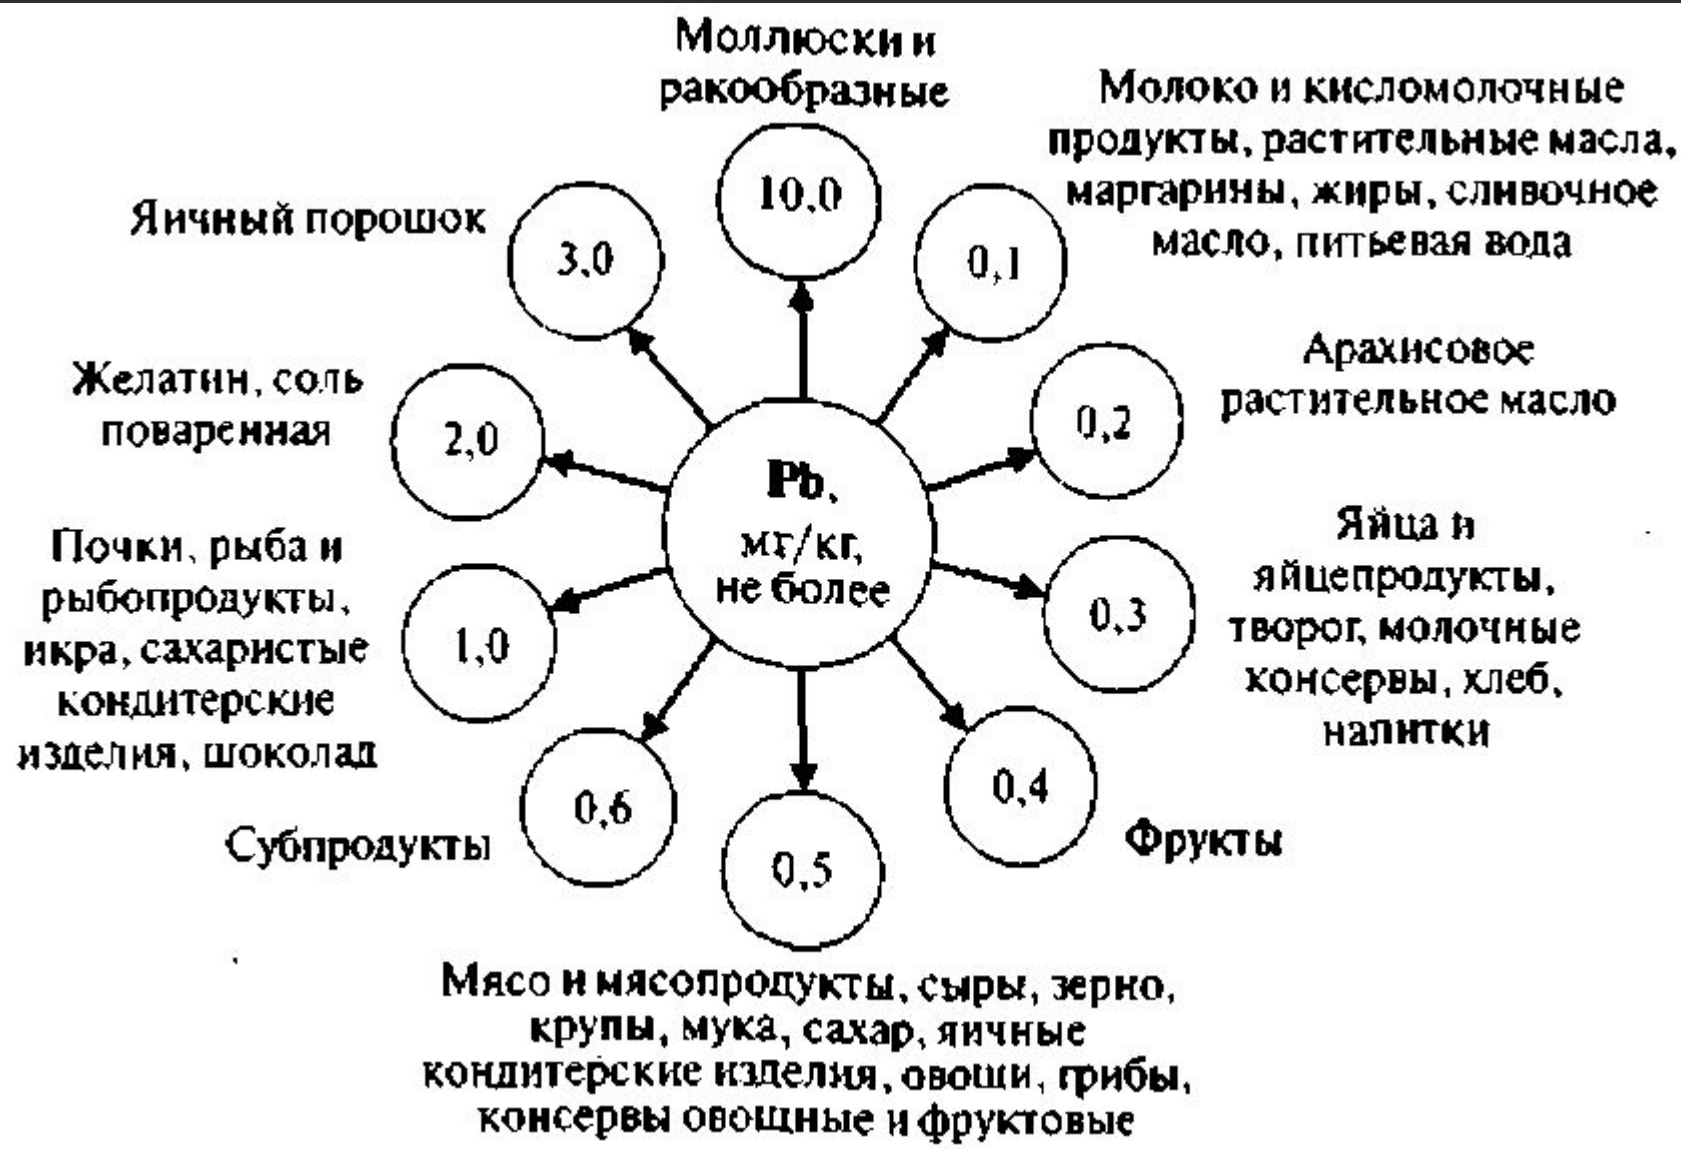 Моллюски и
ракообразные
10,0
Молоко и кисломолочные
продукты, растительные масла,
маргарины, жиры, сливочное
масло, питьевая вода
0,1
Арахисовое
растительное масло
0,2
Яйца и
яйцепродукты,
творог, молочные
консервы, хлеб,
напитки
0,3
Фрукты
0,4
0,5
Мясо и мясопродукты, сыры, зерно,
крупы, мука, сахар, яичные
кондитерские изделия, овощи, грибы,
консервы овощные и фруктовые
Субпродукты
0,6
Почки, рыба и
рыбопродукты,
икра, сахаристые
кондитерские
изделия, шоколад
1,0
Желатин, соль
поваренная
2,0
Яичный порошок
3,0
Pb,
мг/кг,
не более